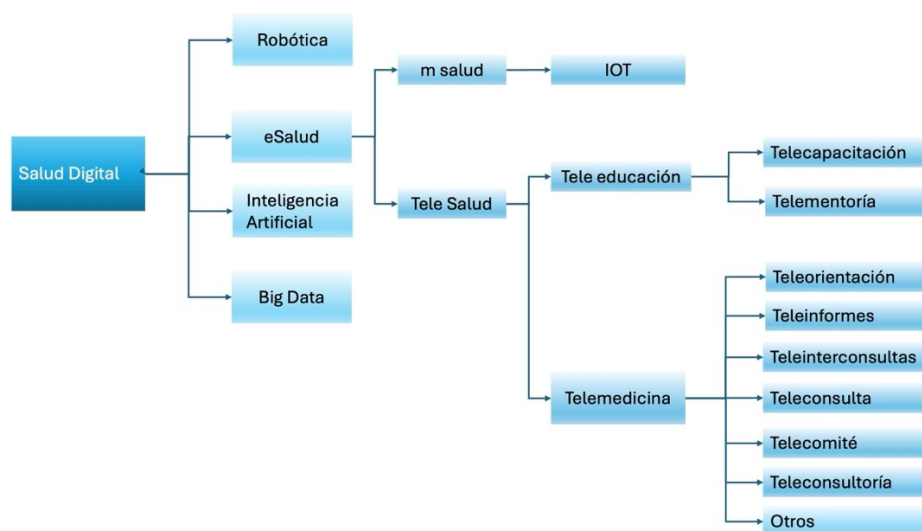 Salud Digital
Robótica
eSalud
Inteligencia
Artificial
Big Data
m salud
IOT
Tele Salud
Tele educación
Telecapacitación
Telementoría
Telemedicina
Teleorientación
Teleinformes
Teleinterconsultas
Teleconsulta
Telecomité
Teleconsultoría
Otros